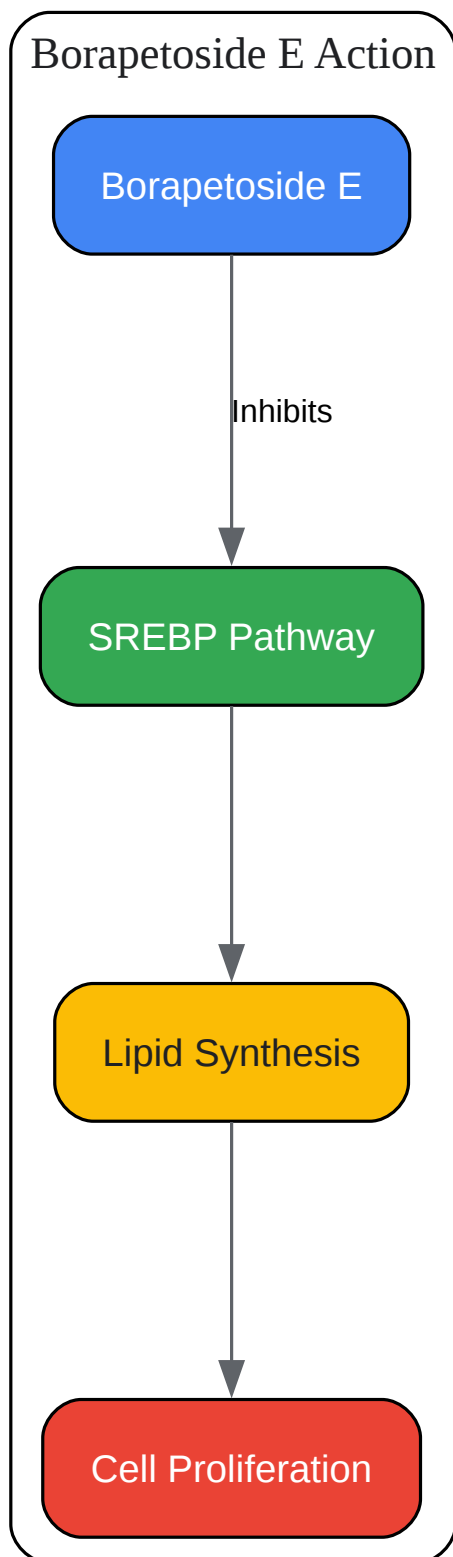 Borapetoside E Action
Borapetoside E
Inhibits
SREBP Pathway
Lipid Synthesis
Cell Proliferation